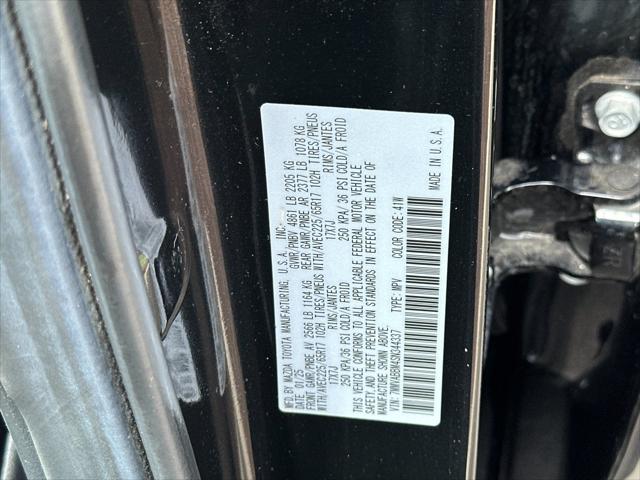 MFD. BY MAZDA TOYOTA MANUFACTURING, U.S.A., INC.
DATE 01/25 GVWR/PNBV 4861 LB 2205 KG
FRONT GAWR/PNBE AV 2566 LB 1164 KG REAR GAWR/PNBE AR 2377 LB 1078 KG
WITH/AVEC225/65R17 102H TIRES/PNEUS WITH/AVEC225/65R17 102H TIRES/PNEUS
17X7J RIMS/JANTES 17X7J RIMS/JANTES
250 KPA/36 PSI COLD/A FROID 250 KPA/ 36 PSI COLD/A FROID
THIS VEHICLE CONFORMS TO ALL APPLICABLE FEDERAL MOTOR VEHICLE
SAFETY, AND THEFT PREVENTION STANDARDS IN EFFECT ON THE DATE OF
MANUFACTURE SHOWN ABOVE.
VIN: 7MMVABBM4SN344337 TYPE: MPV COLOR CODE: 41W
MADE IN U.S.A.